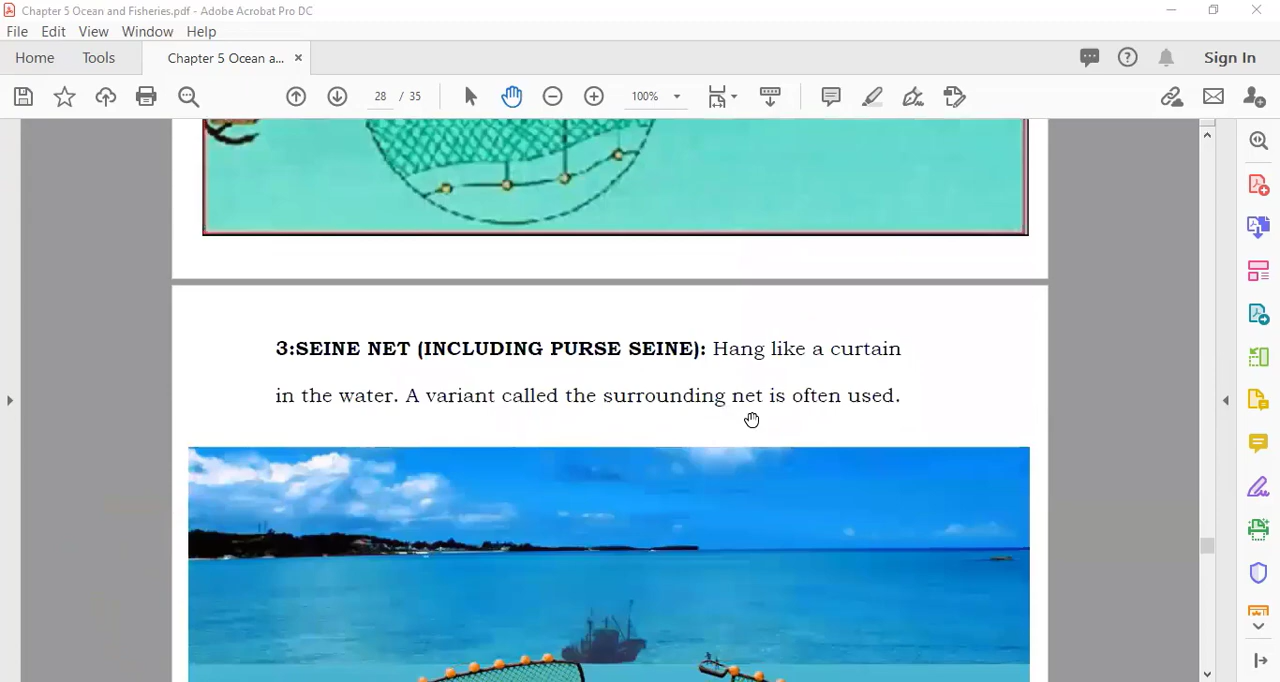 Chapter 5 Ocean and Fisheries.pdf - Adobe Acrobat Pro DC
File Edit View Window Help
Home Tools Chapter 5 Ocean a... × Sign In
28 / 35 100%
3:SEINE NET (INCLUDING PURSE SEINE): Hang like a curtain
in the water. A variant called the surrounding net is often used.